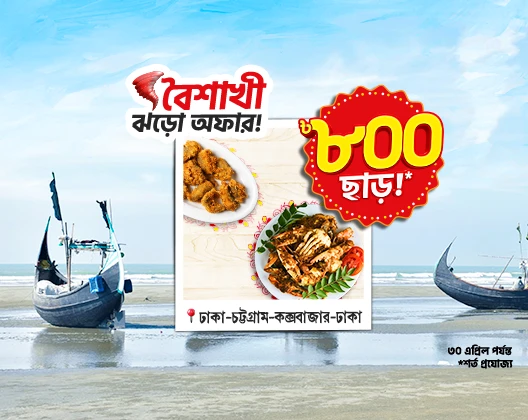 বৈশাখী
ঝড়ো অফার!
৳৮০০
ছাড়!*
ঢাকা-চট্টগ্রাম-কক্সবাজার-ঢাকা
৩০ এপ্রিল পর্যন্ত
*শর্ত প্রযোজ্য